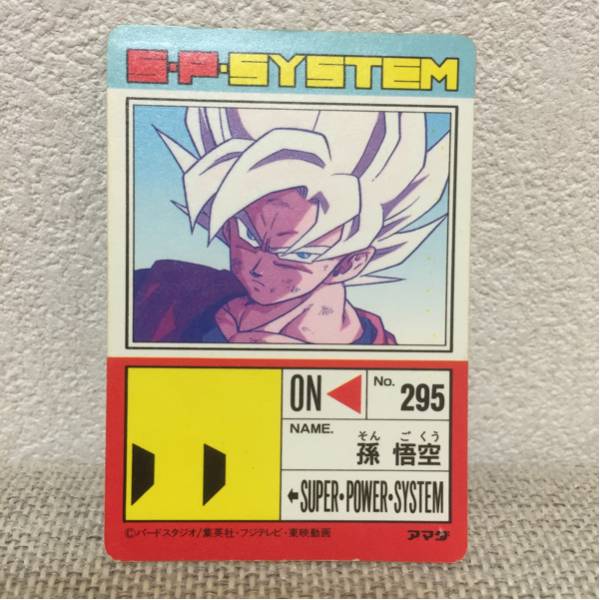 S・P・SYSTEM
ON
No. 295
NAME.
そん ご くう
孫 悟空
←SUPER・POWER・SYSTEM
©バードスタジオ/集英社・フジテレビ・東映動画
アマダ